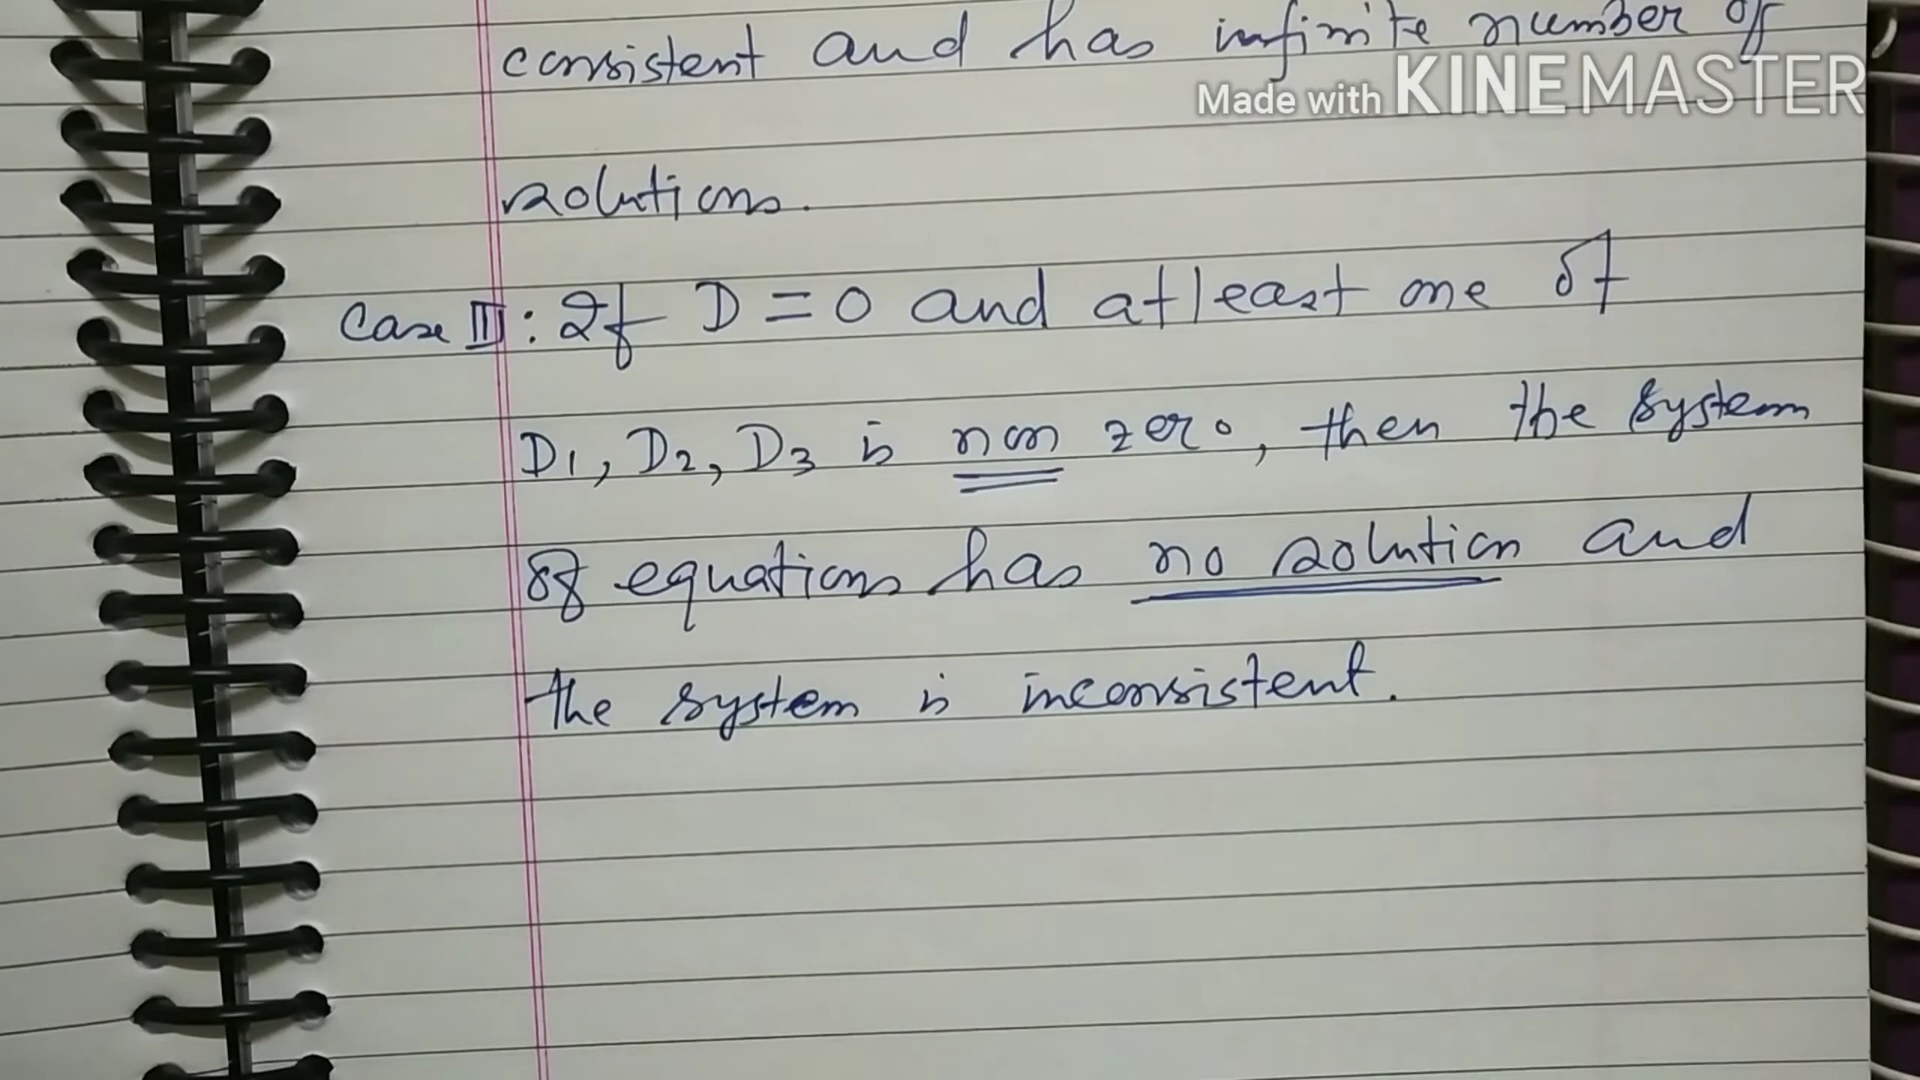 consistent and has infinite number of
Made with KINEMASTER
solutions.
Case III: If D = 0 and atleast one of
D1, D2, D3 is non zero, then the system
of equations has no solution and
the system is inconsistent.